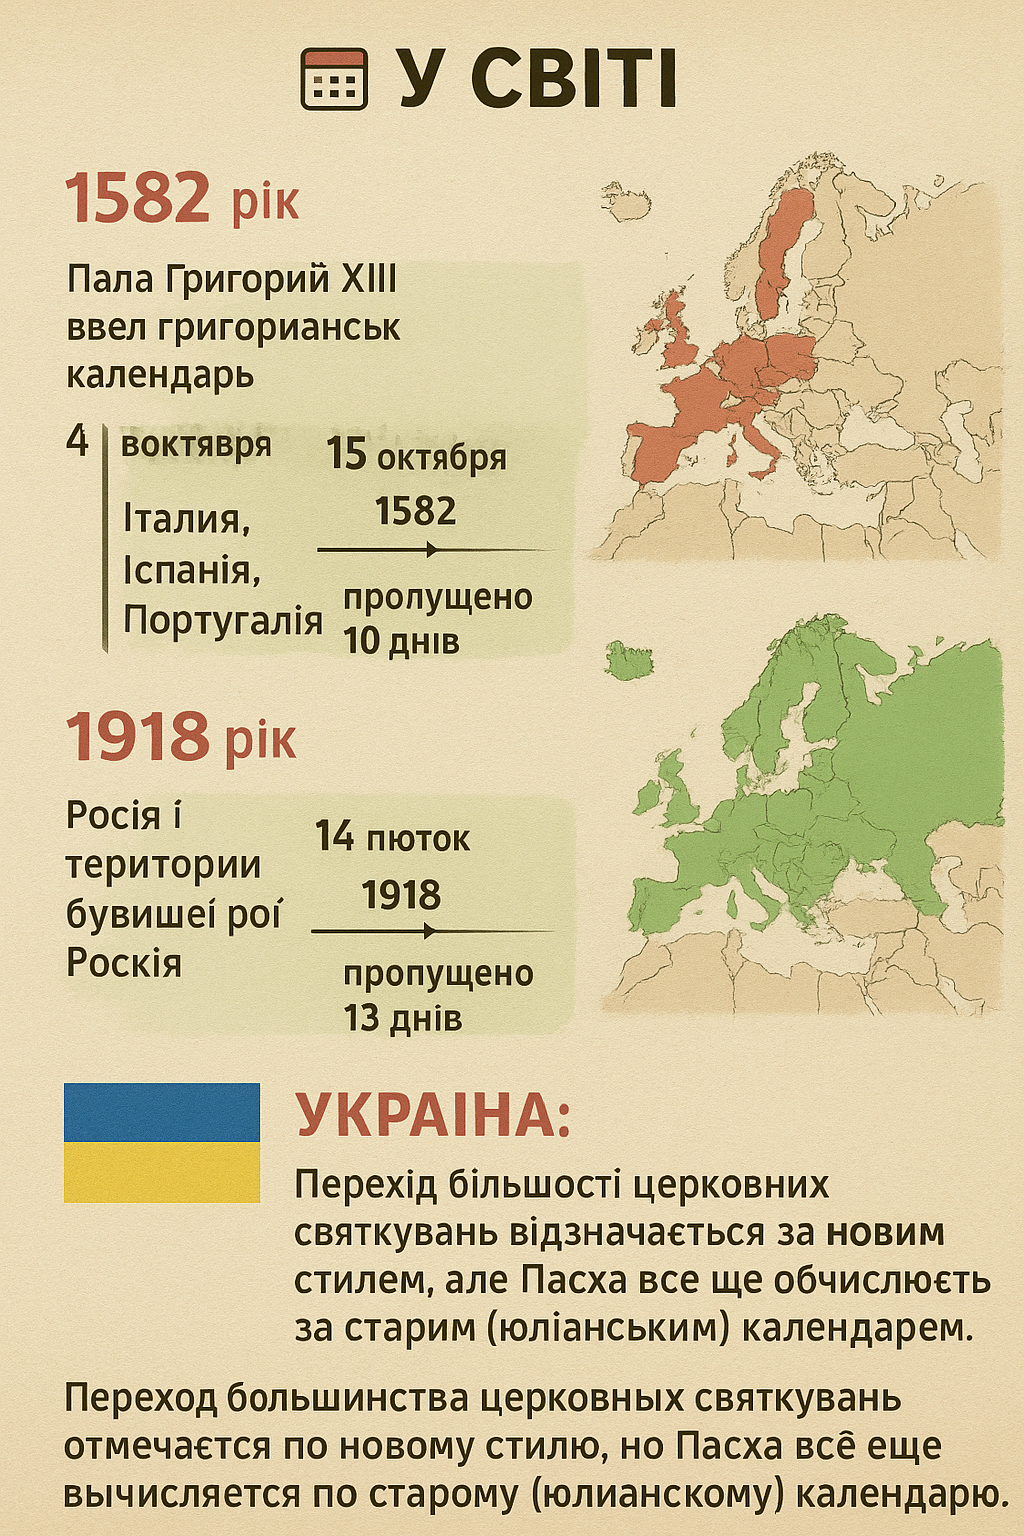 У СВІТІ
1582 рік
Пала Григорий XIII
ввел григорианськ
календарь
4 воктявря
Італия,
Іспанія,
Португалія
15 октября
1582
пролущено
10 днів
1918 рік
Росія і
територии
бувишеі рої
Роскія
14 пюток
1918
пропущено
13 днів
УКРАІНА:
Перехід більшості церковних
святкувань відзначається за новим
стилем, але Пасха все ще обчислюєть
за старим (юліанським) календарем.
Переход большинства церковных святкувань
отмечаєтся по новому стилю, но Пасха всê еще
вычисляется по старому (юлианскому) календарю.